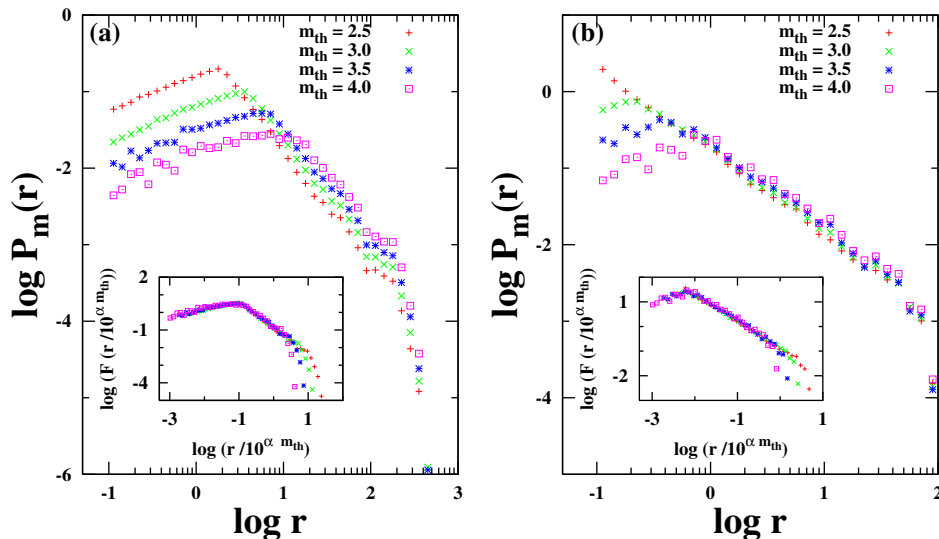 (a)
m_th = 2.5
m_th = 3.0
m_th = 3.5
m_th = 4.0
log P_m(r)
0
-2
-4
-6
-1
0
1
2
3
log r
log (F (r /10^α m_th))
2
-1
-4
-3
-1
1
log (r /10^α m_th)
(b)
m_th = 2.5
m_th = 3.0
m_th = 3.5
m_th = 4.0
log P_m(r)
0
-2
-4
-1
0
1
2
log r
log (F (r /10^α m_th))
1
-2
-3
-1
1
log (r /10^α m_th)